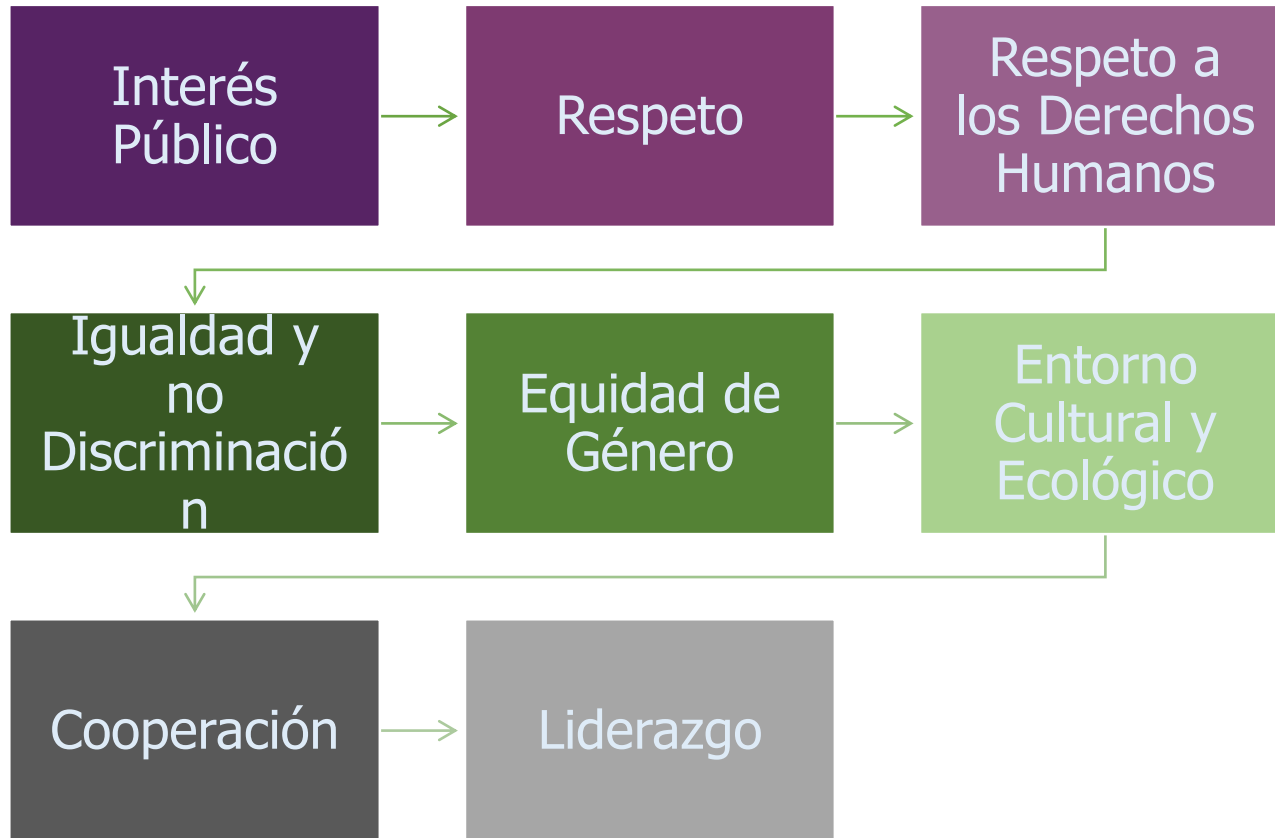 Interés
Público
Respeto
Respeto a
los Derechos
Humanos
Igualdad y
no
Discriminació
n
Equidad de
Género
Entorno
Cultural y
Ecológico
Cooperación
Liderazgo